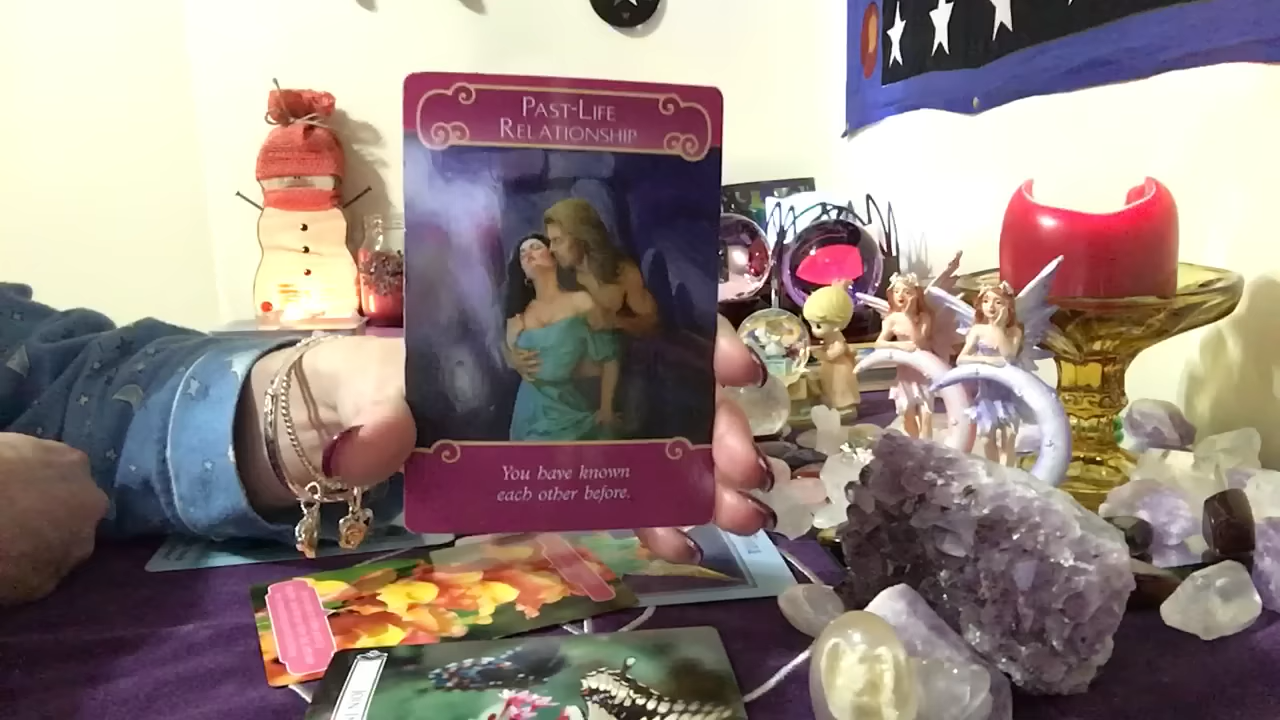 PAST-LIFE
RELATIONSHIP
You have known
each other before.